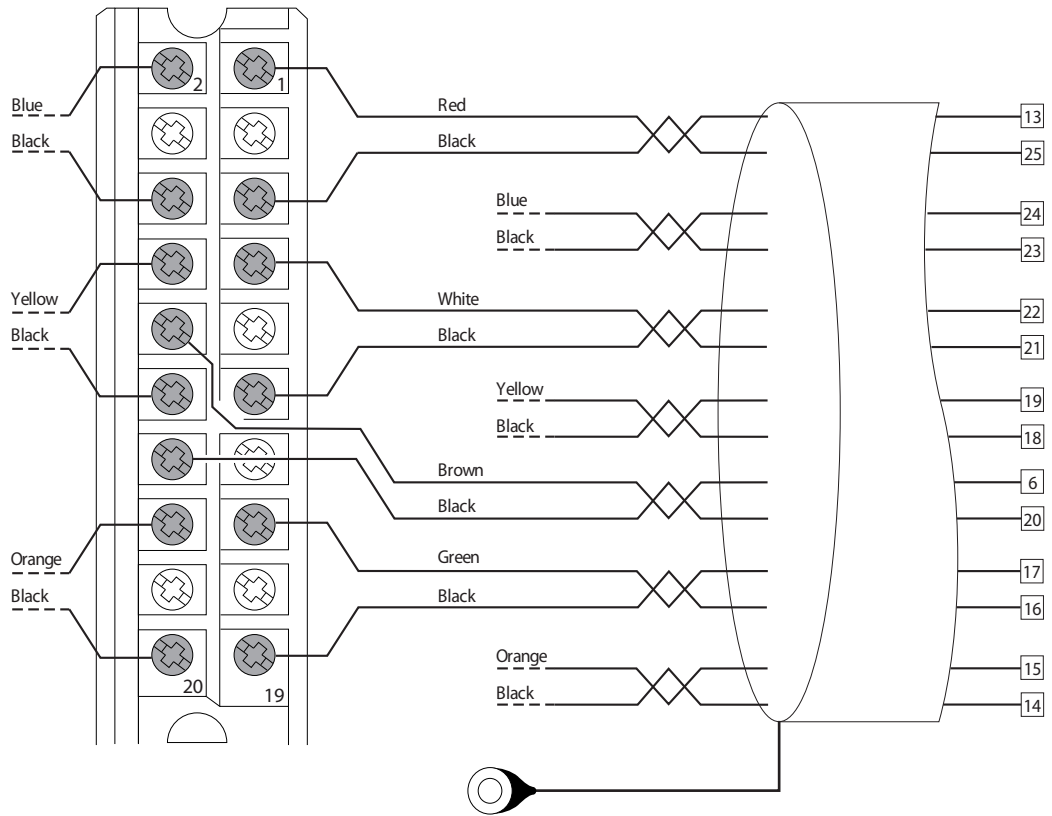 2 1
Blue
Black
Yellow
Black
Orange
Black
20 19
Red 13
Black 25
Blue 24
Black 23
White 22
Black 21
Yellow 19
Black 18
Brown 6
Black 20
Green 17
Black 16
Orange 15
Black 14